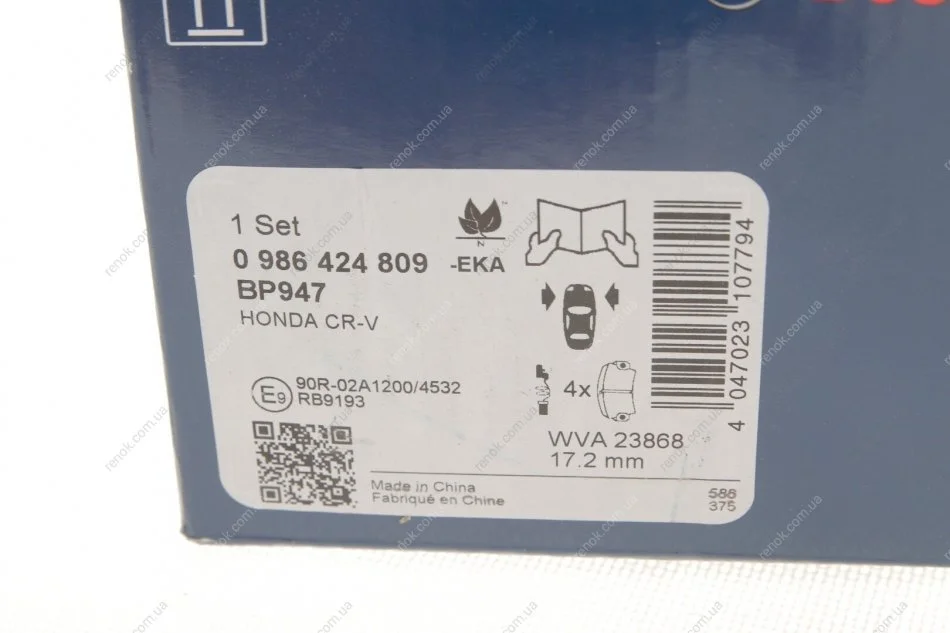 1 Set
0 986 424 809 -EKA
BP947
HONDA CR-V
E9
90R-02A1200/4532
RB9193
4x
WVA 23868
17.2 mm
Made in China
Fabriqué en Chine
586
375
4 047023 107794
renok.com.ua